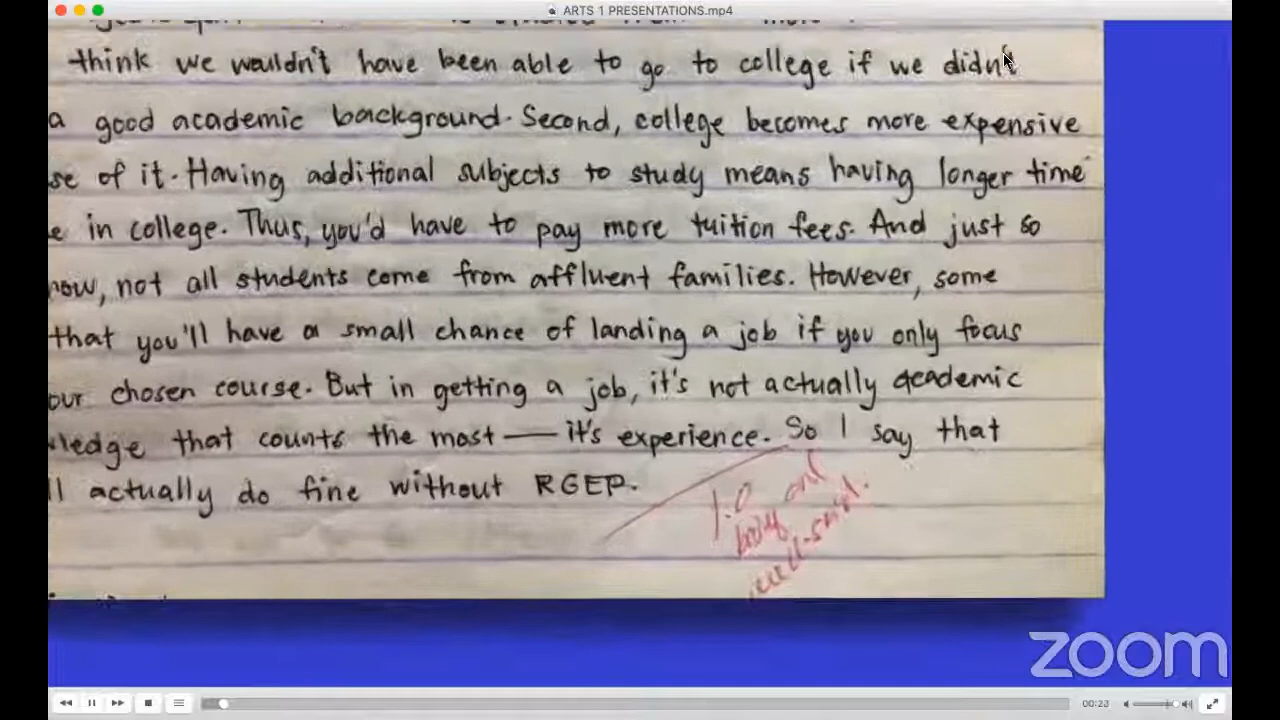 ARTS 1 PRESENTATIONS.mp4
think we wouldn't have been able to go to college if we didn't
a good academic background. Second, college becomes more expensive
se of it. Having additional subjects to study means having longer time
e in college. Thus, you'd have to pay more tuition fees. And just so
now, not all students come from affluent families. However, some
that you'll have a small chance of landing a job if you only focus
our chosen course. But in getting a job, it's not actually academic
ledge that counts the most — it's experience. So I say that
ll actually do fine without RGEP.
1.0
well-said.
zoom
00:23